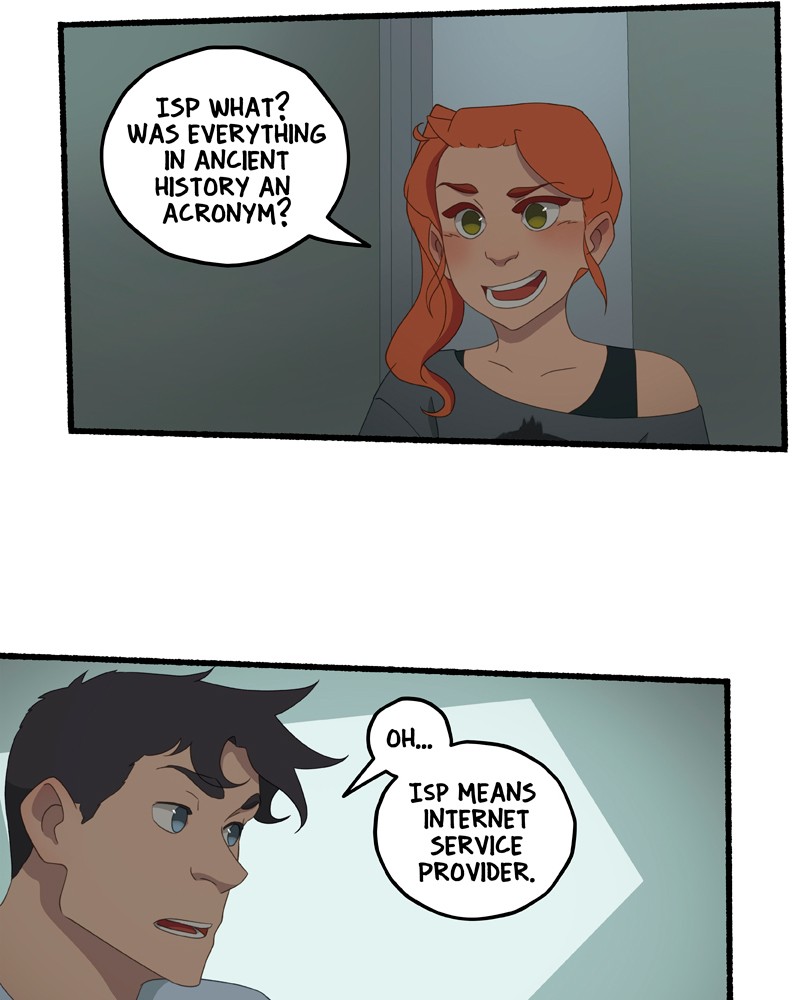 ISP WHAT?
WAS EVERYTHING
IN ANCIENT
HISTORY AN
ACRONYM?
OH...
ISP MEANS
INTERNET
SERVICE
PROVIDER.